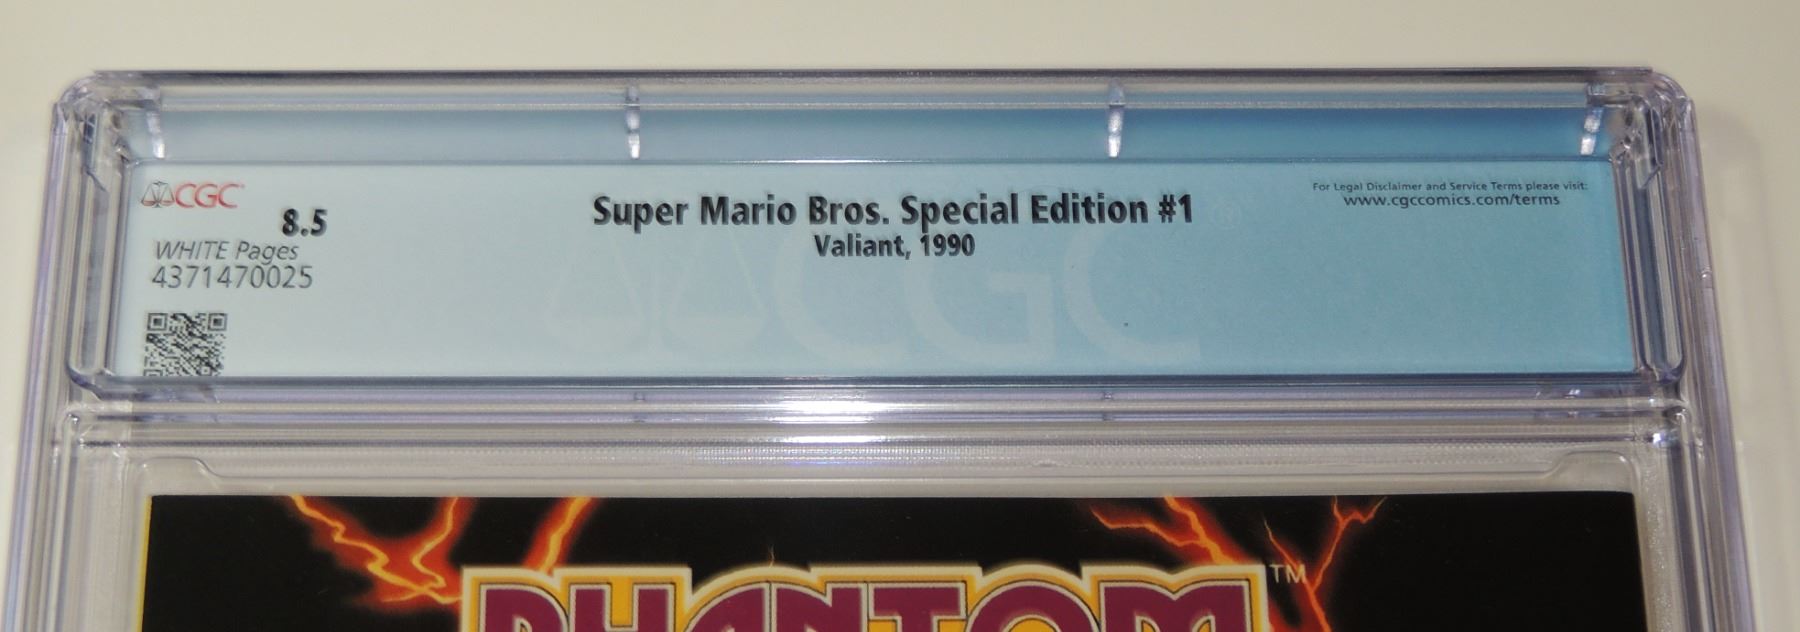 CGC
8.5
WHITE Pages
4371470025
Super Mario Bros. Special Edition #1
Valiant, 1990
For Legal Disclaimer and Service Terms please visit:
www.cgccomics.com/terms
CGC
PHANTOM™